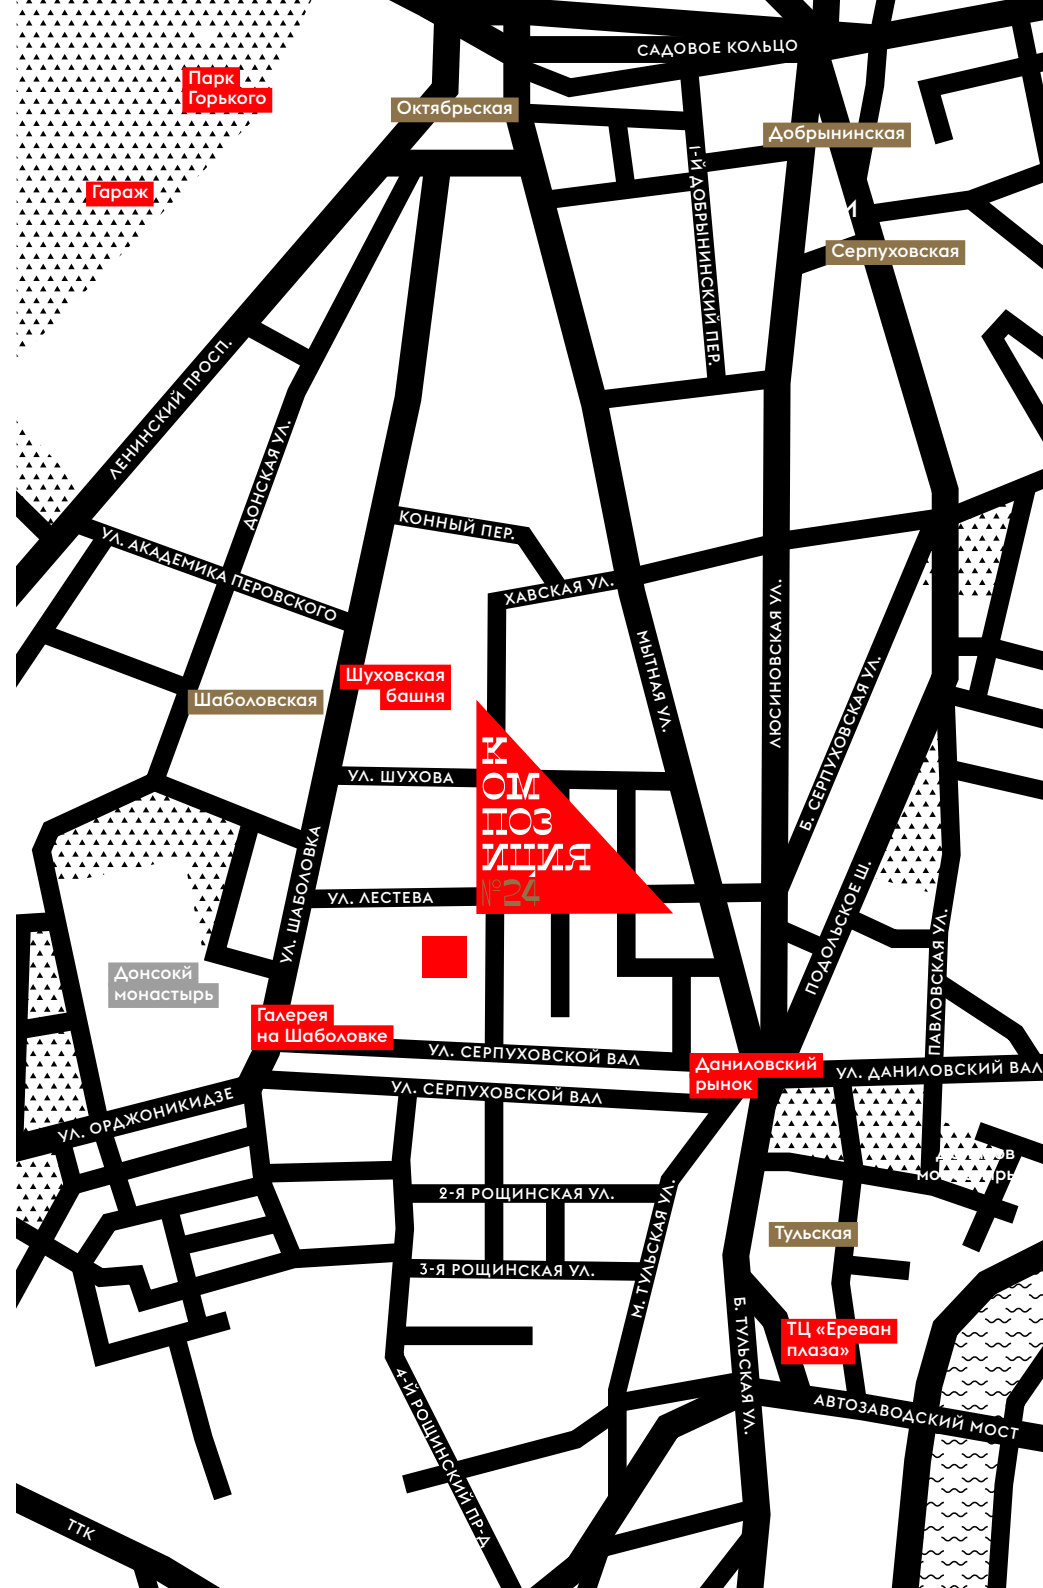 САДОВОЕ КОЛЬЦО
Парк
Горького
Октябрьская
Добрынинская
Гараж
1-Й ДОБРЫНИНСКИЙ ПЕР.
Серпуховская
ЛЕНИНСКИЙ ПРОСП.
ДОНСКАЯ УЛ.
КОННЫЙ ПЕР.
УЛ. АКАДЕМИКА ПЕРОВСКОГО
ХАВСКАЯ УЛ.
МЫТНАЯ УЛ.
ЛЮСИНОВСКАЯ УЛ.
Б. СЕРПУХОВСКАЯ УЛ.
Шуховская
башня
Шаболовская
К
ОМ
ПОЗ
ИЦИЯ
№24
УЛ. ШУХОВА
УЛ. ШАБОЛОВКА
УЛ. ЛЕСТЕВА
ПОДОЛЬСКОЕ Ш.
ПАВЛОВСКАЯ УЛ.
Донсокй
монастырь
Галерея
на Шаболовке
УЛ. СЕРПУХОВСКОЙ ВАЛ
Даниловский
рынок
УЛ. ДАНИЛОВСКИЙ ВАЛ
УЛ. СЕРПУХОВСКОЙ ВАЛ
УЛ. ОРДЖОНИКИДЗЕ
2-Я РОЩИНСКАЯ УЛ.
М. ТУЛЬСКАЯ УЛ.
Тульская
3-Я РОЩИНСКАЯ УЛ.
Б. ТУЛЬСКАЯ УЛ.
ТЦ «Ереван
плаза»
4-Й РОЩИНСКИЙ ПР-Д
АВТОЗАВОДСКИЙ МОСТ
ТТК